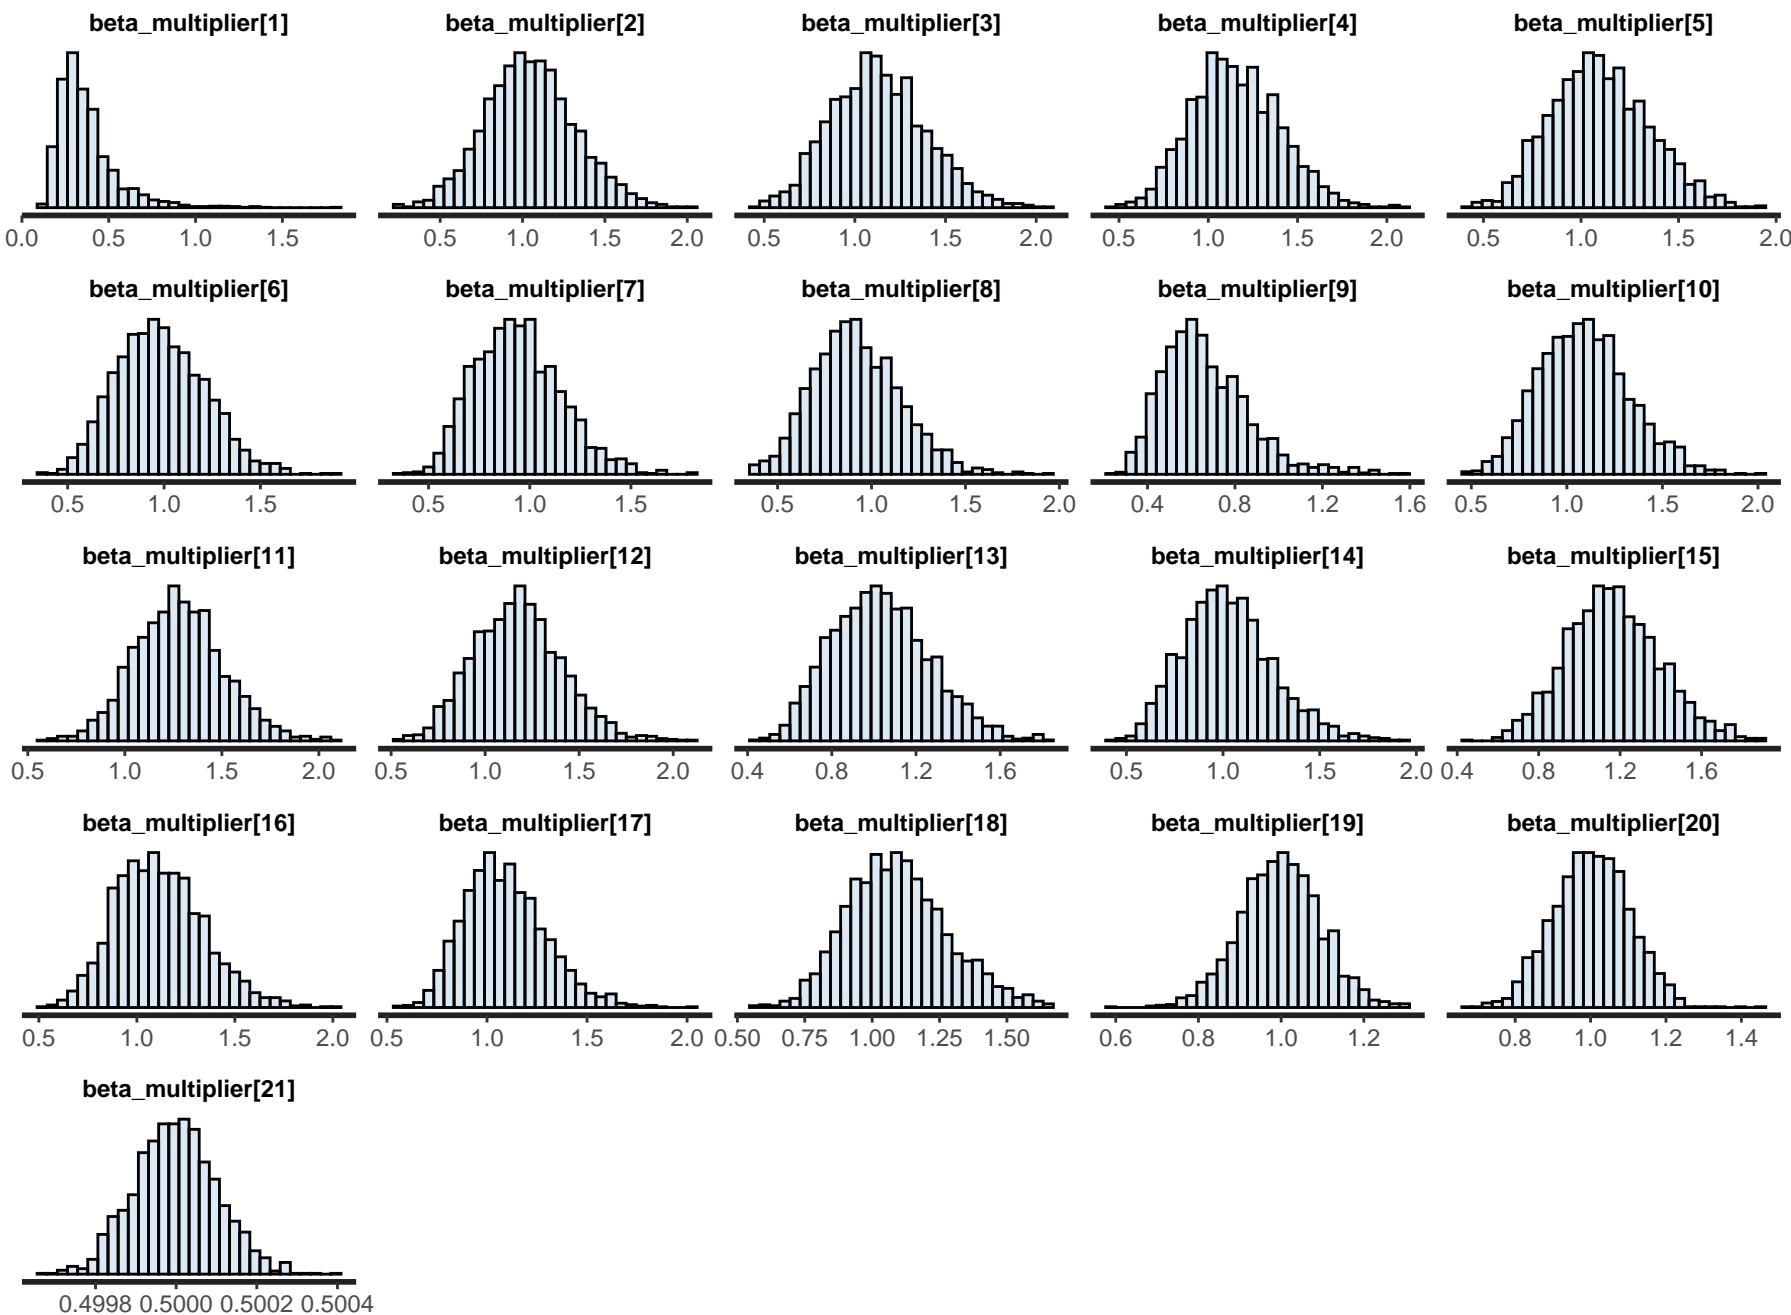 beta_multiplier[1] beta_multiplier[2] beta_multiplier[3] beta_multiplier[4] beta_multiplier[5]
0.0 0.5 1.0 1.5 0.5 1.0 1.5 2.0 0.5 1.0 1.5 2.0 0.5 1.0 1.5 2.0 0.5 1.0 1.5 2.0
beta_multiplier[6] beta_multiplier[7] beta_multiplier[8] beta_multiplier[9] beta_multiplier[10]
0.5 1.0 1.5 0.5 1.0 1.5 0.5 1.0 1.5 2.0 0.4 0.8 1.2 1.6 0.5 1.0 1.5 2.0
beta_multiplier[11] beta_multiplier[12] beta_multiplier[13] beta_multiplier[14] beta_multiplier[15]
0.5 1.0 1.5 2.0 0.5 1.0 1.5 2.0 0.4 0.8 1.2 1.6 0.5 1.0 1.5 2.0 0.4 0.8 1.2 1.6
beta_multiplier[16] beta_multiplier[17] beta_multiplier[18] beta_multiplier[19] beta_multiplier[20]
0.5 1.0 1.5 2.0 0.5 1.0 1.5 2.0 0.50 0.75 1.00 1.25 1.50 0.6 0.8 1.0 1.2 0.8 1.0 1.2 1.4
beta_multiplier[21]
0.4998 0.5000 0.5002 0.5004